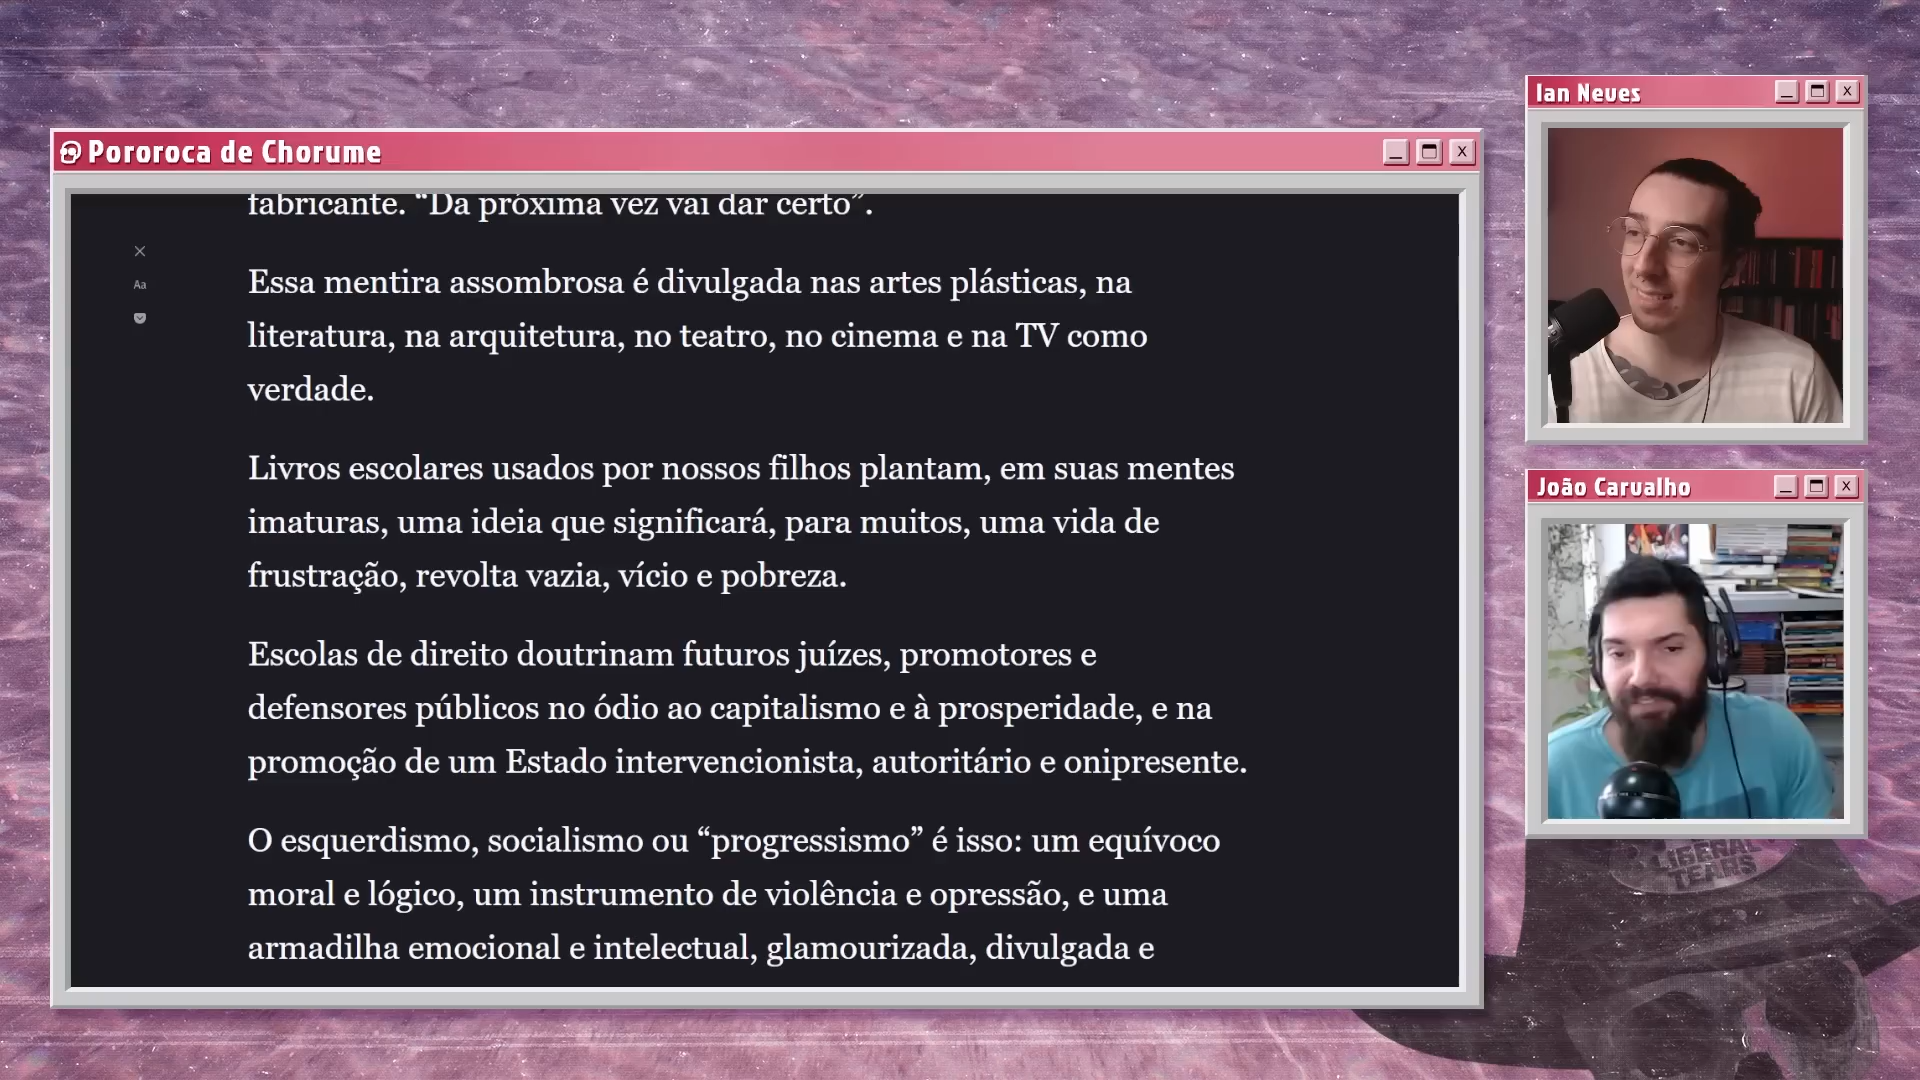 Pororoca de Chorume
fabricante. “Da próxima vez vai dar certo”.
Aa
Essa mentira assombrosa é divulgada nas artes plásticas, na
literatura, na arquitetura, no teatro, no cinema e na TV como
verdade.
Livros escolares usados por nossos filhos plantam, em suas mentes
imaturas, uma ideia que significará, para muitos, uma vida de
frustração, revolta vazia, vício e pobreza.
Escolas de direito doutrinam futuros juízes, promotores e
defensores públicos no ódio ao capitalismo e à prosperidade, e na
promoção de um Estado intervencionista, autoritário e onipresente.
O esquerdismo, socialismo ou “progressismo” é isso: um equívoco
moral e lógico, um instrumento de violência e opressão, e uma
armadilha emocional e intelectual, glamourizada, divulgada e
Ian Neves
João Carvalho
LIBERAL
TEARS